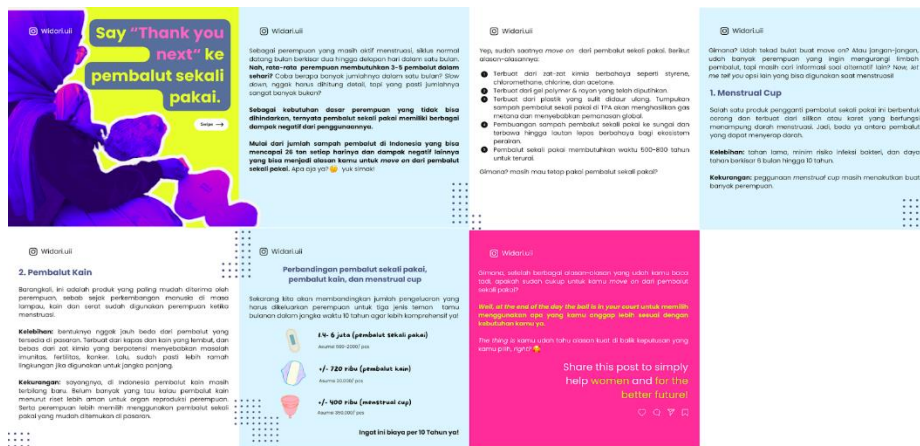 Widari.uii
Say “Thank you
next” ke
pembalut sekali
pakai.
Swipe →
Widari.uii
Sebagai perempuan yang masih aktif menstruasi, siklus normal
datang bulan berkisar dua hingga delapan hari dalam satu bulan.
Nah, rata-rata perempuan membutuhkan 3-5 pembalut dalam
sehari? Coba berapa banyak jumlahnya dalam satu bulan? Slow
down, nggak harus dihitung detail, tapi yang pasti jumlahnya
sangat banyak bukan?
Sebagai kebutuhan dasar perempuan yang tidak bisa
dihindarkan, ternyata pembalut sekali pakai memiliki berbagai
dampak negatif dari penggunaannya.
Mulai dari jumlah sampah pembalut di Indonesia yang bisa
mencapai 26 ton setiap harinya dan dampak negatif lainnya
yang bisa menjadi alasan kamu untuk move on dari pembalut
sekali pakai. Apa aja ya? 🤔 yuk simak!
Widari.uii
Yep, sudah saatnya move on dari pembalut sekali pakai. Berikut
alasan-alasannya:
Terbuat dari zat-zat kimia berbahaya seperti styrene,
chloromethane, chlorine, dan acetone.
Terbuat dari gel polymer & rayon yang telah diputihkan.
Terbuat dari plastik yang sulit didaur ulang. Tumpukan
sampah pembalut sekali pakai di TPA akan menghasilkan gas
metana dan menyebabkan pemanasan global.
Pembuangan sampah pembalut sekali pakai ke sungai dan
terbawa hingga lautan lepas berbahaya bagi ekosistem
perairan.
Pembalut sekali pakai membutuhkan waktu 500-800 tahun
untuk terurai.
Gimana? masih mau tetap pakai pembalut sekali pakai?
Widari.uii
Gimana? Udah tekad bulat buat move on? Mau jangan-jangan,
udah banyak perempuan yang ingin mengurangi limbah
pembalut, tapi masih cari informasi soal alternatif lain? Now, let
me tell you opsi lain yang bisa digunakan saat menstruasi!
1. Menstrual Cup
Salah satu produk pengganti pembalut sekali pakai ini berbentuk
corong dan terbuat dari silikon atau karet yang berfungsi
menampung darah menstruasi. Jadi, beda ya antara pembalut
yang dapat menyerap darah.
Kelebihan: tahan lama, minim risiko infeksi bakteri, dan daya
tahan berkisar 6 bulan hingga 10 tahun.
Kekurangan: peggunaan menstrual cup masih menakutkan buat
banyak perempuan.
Widari.uii
2. Pembalut Kain
Barangkali, ini adalah produk yang paling mudah diterima oleh
perempuan, sebab sejak perkembangan manusia di masa
lampau, kain dan serat sudah digunakan perempuan ketika
menstruasi.
Kelebihan: bentuknya nggak jauh beda dari pembalut yang
tersedia di pasaran. Terbuat dari kapas dan kain yang lembut, dan
bebas dari zat kimia yang berpotensi menyebabkan masalah
imunitas, fertilitas, kanker. Lalu, sudah pasti lebih ramah
lingkungan jika digunakan untuk jangka panjang.
Kekurangan: sayangnya, di Indonesia pembalut kain masih
terbilang baru. Belum banyak yang tau kalau pembalut kain
menurut riset lebih aman untuk organ reproduksi perempuan.
Serta perempuan lebih memilih menggunakan pembalut sekali
pakai yang mudah ditemukan di pasaran.
Widari.uii
Perbandingan pembalut sekali pakai,
pembalut kain, dan menstrual cup
Sekarang kita akan membandingkan jumlah pengeluaran yang
harus dikeluarkan perempuan untuk tiga jenis temen tamu
bulanan dalam jangka waktu 10 tahun agar lebih komprehensif ya!
+/- 720 ribu (pembalut kain)
+/- 400 ribu (menstrual cup)
Ingat ini biaya per 10 Tahun ya!
Widari.uii
Gimana, setelah berbagai alasan-alasan yang udah kamu baca
tadi, apakah sudah cukup untuk kamu move on dari pembalut
sekali pakai?
Well, at the end of the day the ball is in your court untuk memilih
menggunakan apa yang kamu anggap lebih sesuai dengan
kebutuhan kamu ya.
The thing is kamu udah tahu alasan kuat di balik keputusan yang
kamu pilih, right?
Share this post to simply
help women and for the
better future!